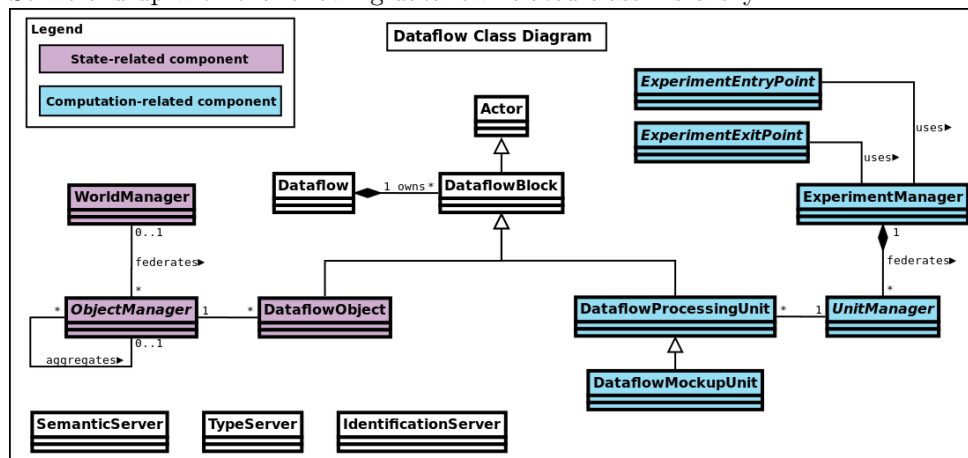 Legend
State-related component
Computation-related component
Dataflow Class Diagram
Actor
ExperimentEntryPoint
ExperimentExitPoint
uses▶
uses▶
WorldManager
Dataflow
1 owns *
DataflowBlock
ExperimentManager
0..1
federates▶
*
1
federates▶
*
*
ObjectManager
1
*
DataflowObject
DataflowProcessingUnit
*
1
UnitManager
0..1
aggregates▶
DataflowMockupUnit
SemanticServer
TypeServer
IdentificationServer